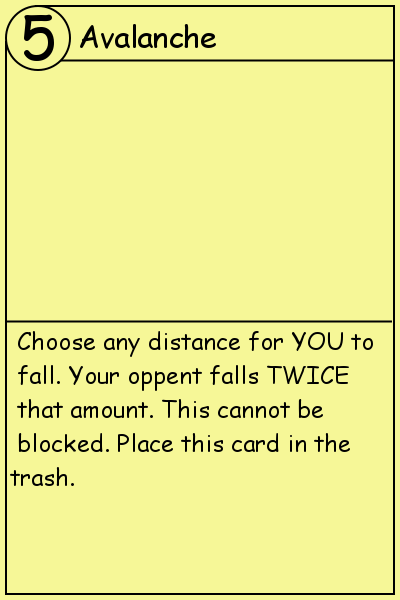 5 Avalanche
Choose any distance for YOU to
fall. Your oppent falls TWICE
that amount. This cannot be
blocked. Place this card in the
trash.